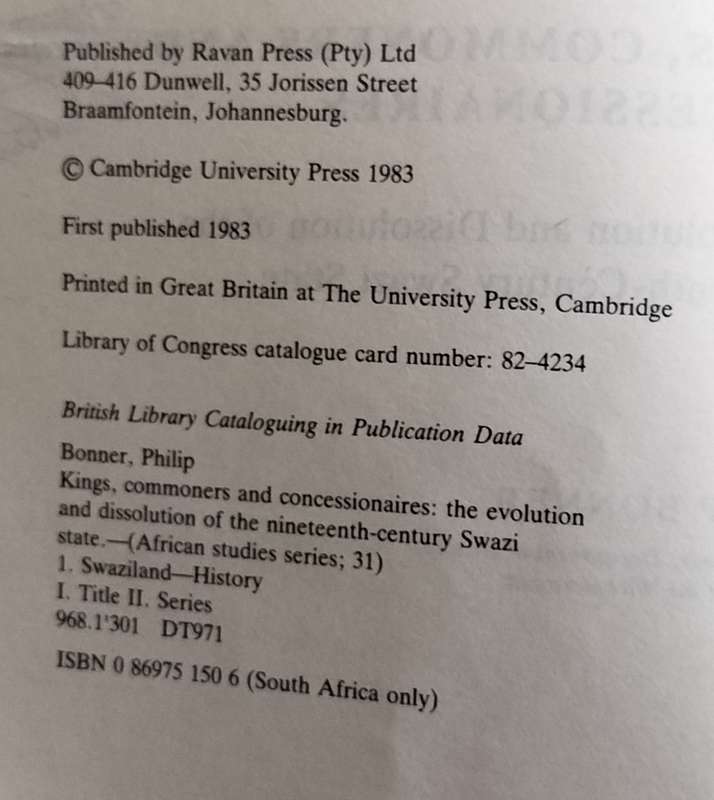 Published by Ravan Press (Pty) Ltd
409–416 Dunwell, 35 Jorissen Street
Braamfontein, Johannesburg.
© Cambridge University Press 1983
First published 1983
Printed in Great Britain at The University Press, Cambridge
Library of Congress catalogue card number: 82–4234
British Library Cataloguing in Publication Data
Bonner, Philip
Kings, commoners and concessionaires: the evolution
and dissolution of the nineteenth-century Swazi
state.—(African studies series; 31)
1. Swaziland—History
I. Title II. Series
968.1'301 DT971
ISBN 0 86975 150 6 (South Africa only)